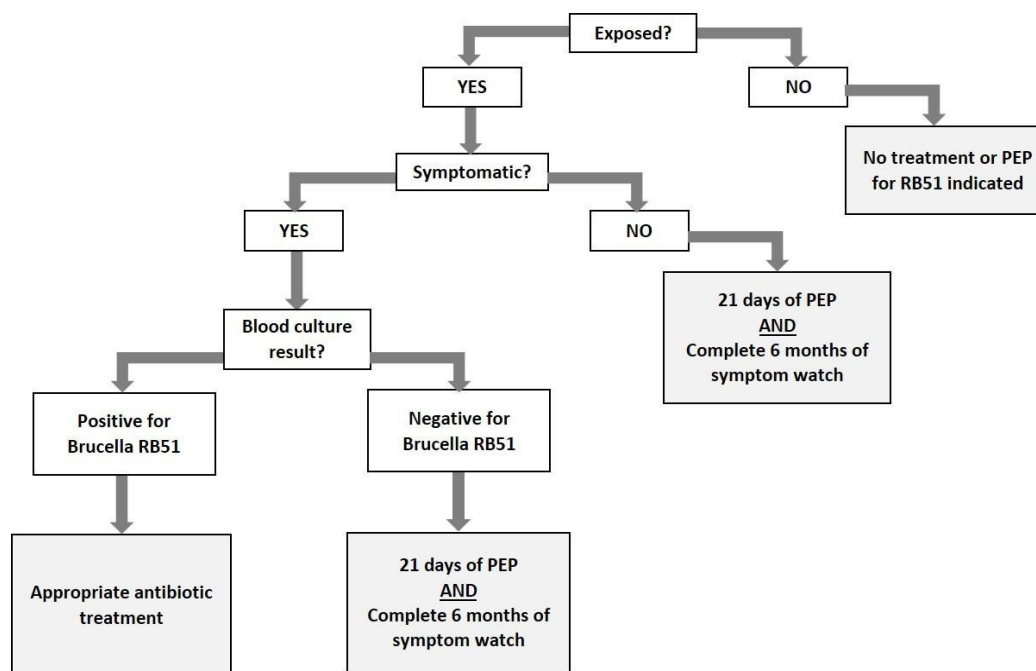 Exposed?
YES
NO
No treatment or PEP
for RB51 indicated
Symptomatic?
YES
NO
21 days of PEP
AND
Complete 6 months of
symptom watch
Blood culture
result?
Positive for
Brucella RB51
Negative for
Brucella RB51
Appropriate antibiotic
treatment
21 days of PEP
AND
Complete 6 months of
symptom watch